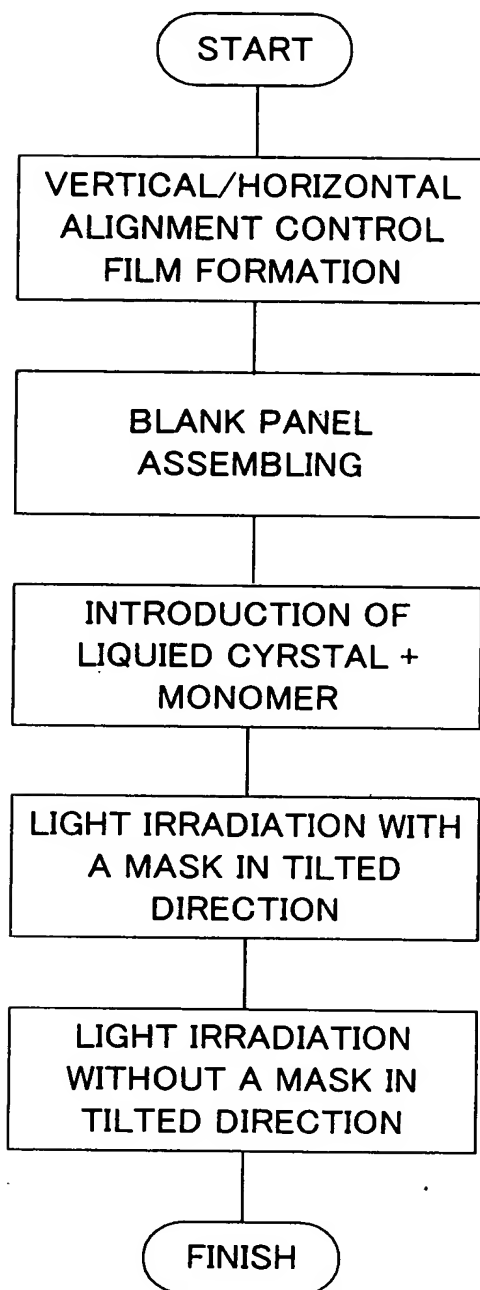 START
VERTICAL/HORIZONTAL
ALIGNMENT CONTROL
FILM FORMATION
BLANK PANEL
ASSEMBLING
INTRODUCTION OF
LIQUIED CYRSTAL +
MONOMER
LIGHT IRRADIATION WITH
A MASK IN TILTED
DIRECTION
LIGHT IRRADIATION
WITHOUT A MASK IN
TILTED DIRECTION
FINISH